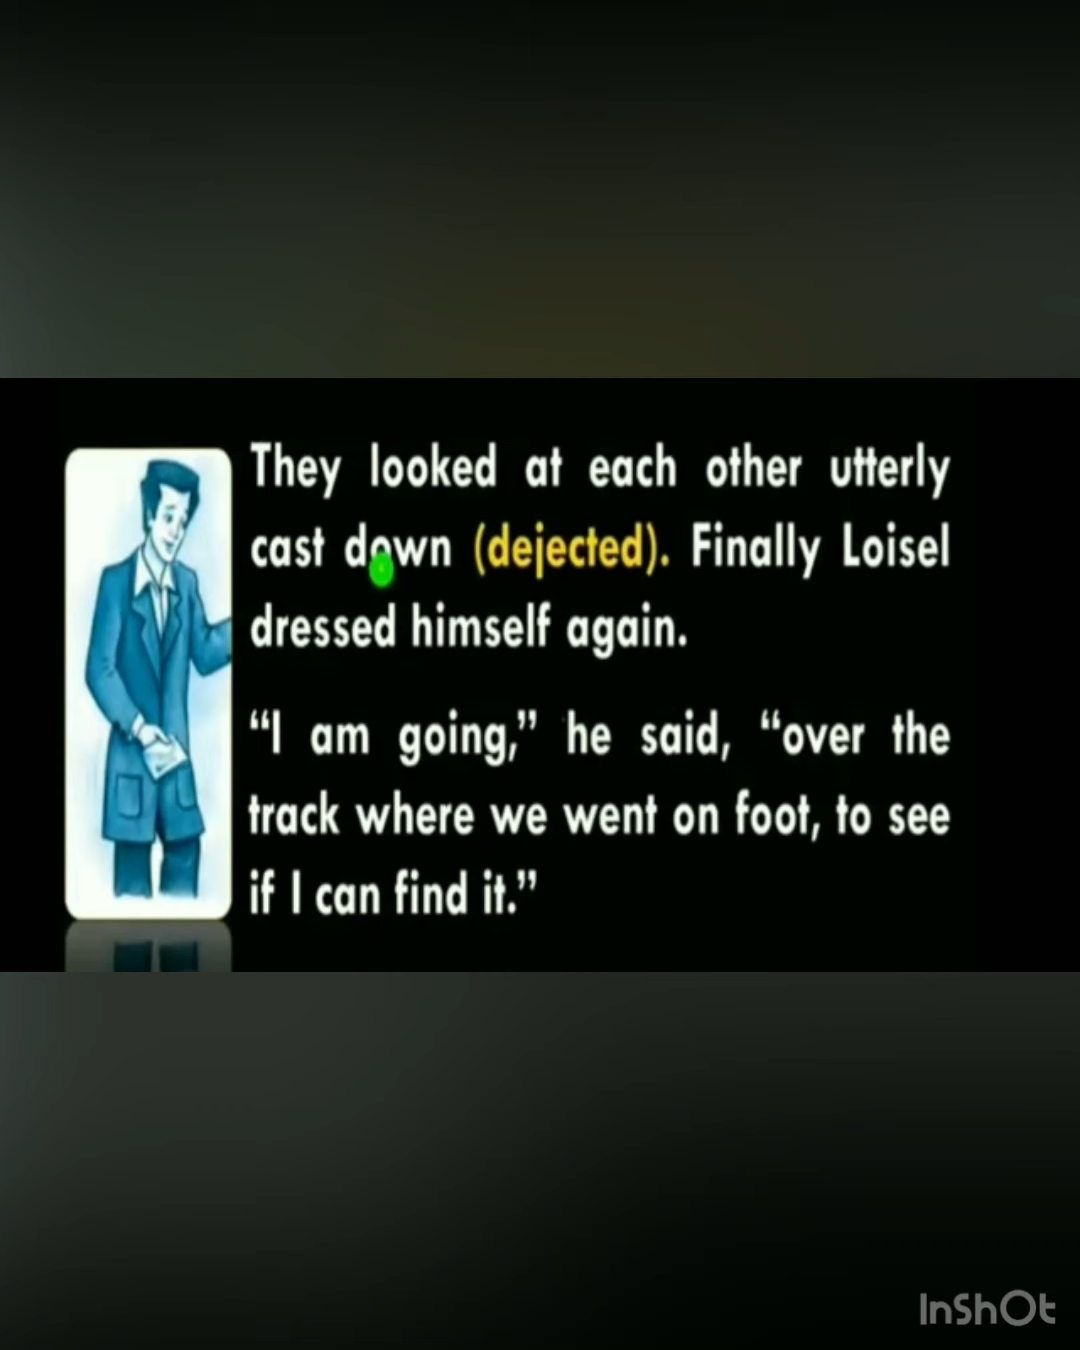 They looked at each other utterly
cast down (dejected). Finally Loisel
dressed himself again.
“I am going,” he said, “over the
track where we went on foot, to see
if I can find it.”
InShOt